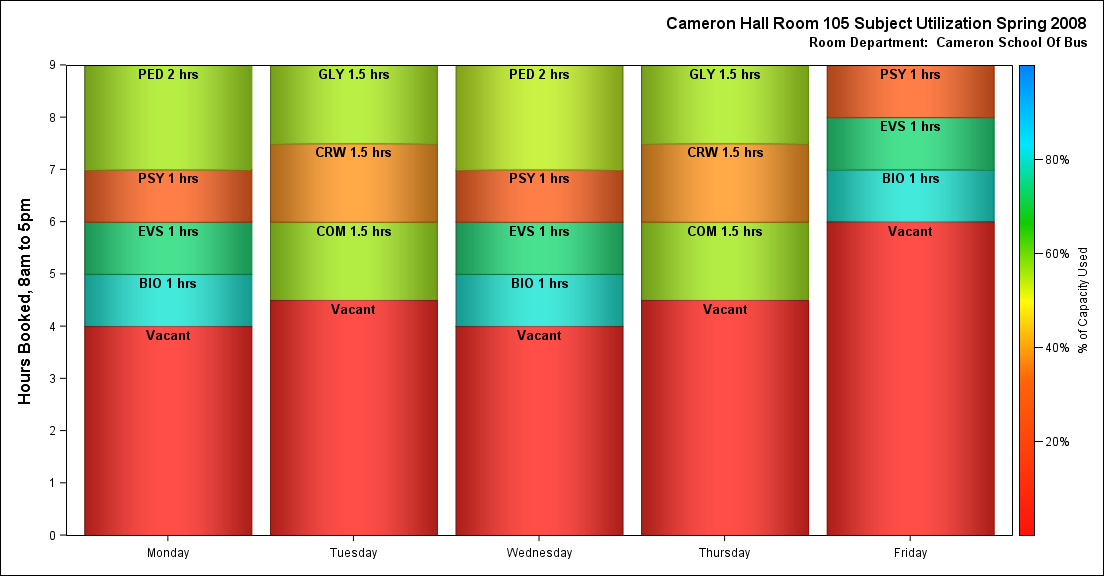 Cameron Hall Room 105 Subject Utilization Spring 2008
Room Department:  Cameron School Of Bus
Hours Booked, 8am to 5pm
9
8
7
6
5
4
3
2
1
0
PED 2 hrs
PSY 1 hrs
EVS 1 hrs
BIO 1 hrs
Vacant
Monday
GLY 1.5 hrs
CRW 1.5 hrs
COM 1.5 hrs
Vacant
Tuesday
PED 2 hrs
PSY 1 hrs
EVS 1 hrs
BIO 1 hrs
Vacant
Wednesday
GLY 1.5 hrs
CRW 1.5 hrs
COM 1.5 hrs
Vacant
Thursday
PSY 1 hrs
EVS 1 hrs
BIO 1 hrs
Vacant
Friday
80%
60%
40%
20%
% of Capacity Used